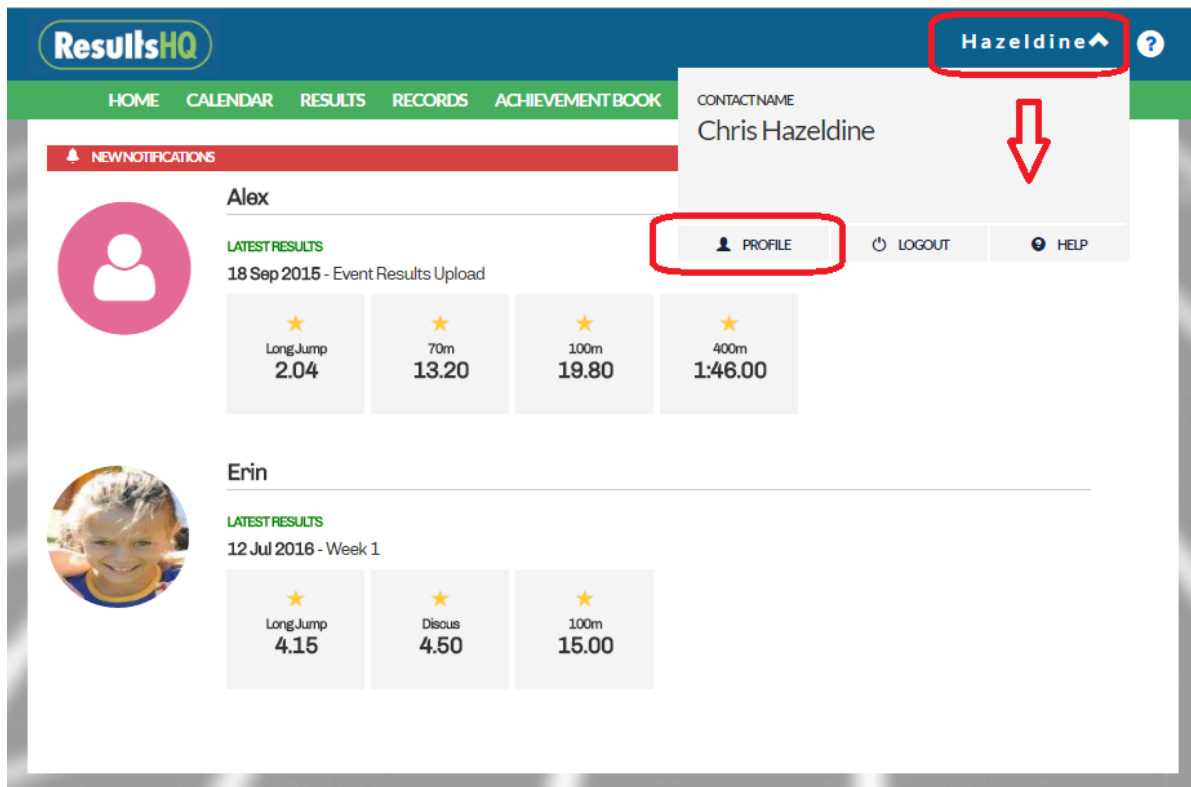 ResultsHQ
Hazeldine
?
HOME CALENDAR RESULTS RECORDS ACHIEVEMENT BOOK
CONTACT NAME
Chris Hazeldine
PROFILE LOGOUT HELP
NEW NOTIFICATIONS
Alex
LATEST RESULTS
18 Sep 2015 - Event Results Upload
Long Jump 70m 100m 400m
2.04 13.20 19.80 1:46.00
Erin
LATEST RESULTS
12 Jul 2016 - Week 1
Long Jump Discus 100m
4.15 4.50 15.00